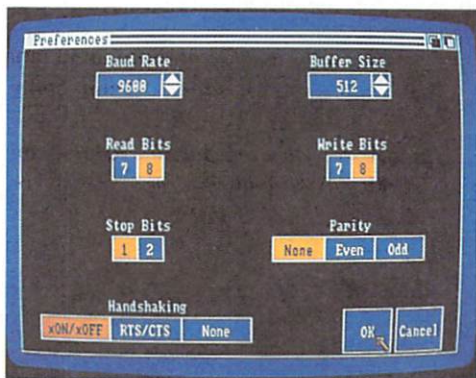 Preferences
Baud Rate
Buffer Size
9600
512
Read Bits
Write Bits
7 8
7 8
Stop Bits
Parity
1 2
None Even Odd
Handshaking
xON/xOFF RTS/CTS None
OK Cancel